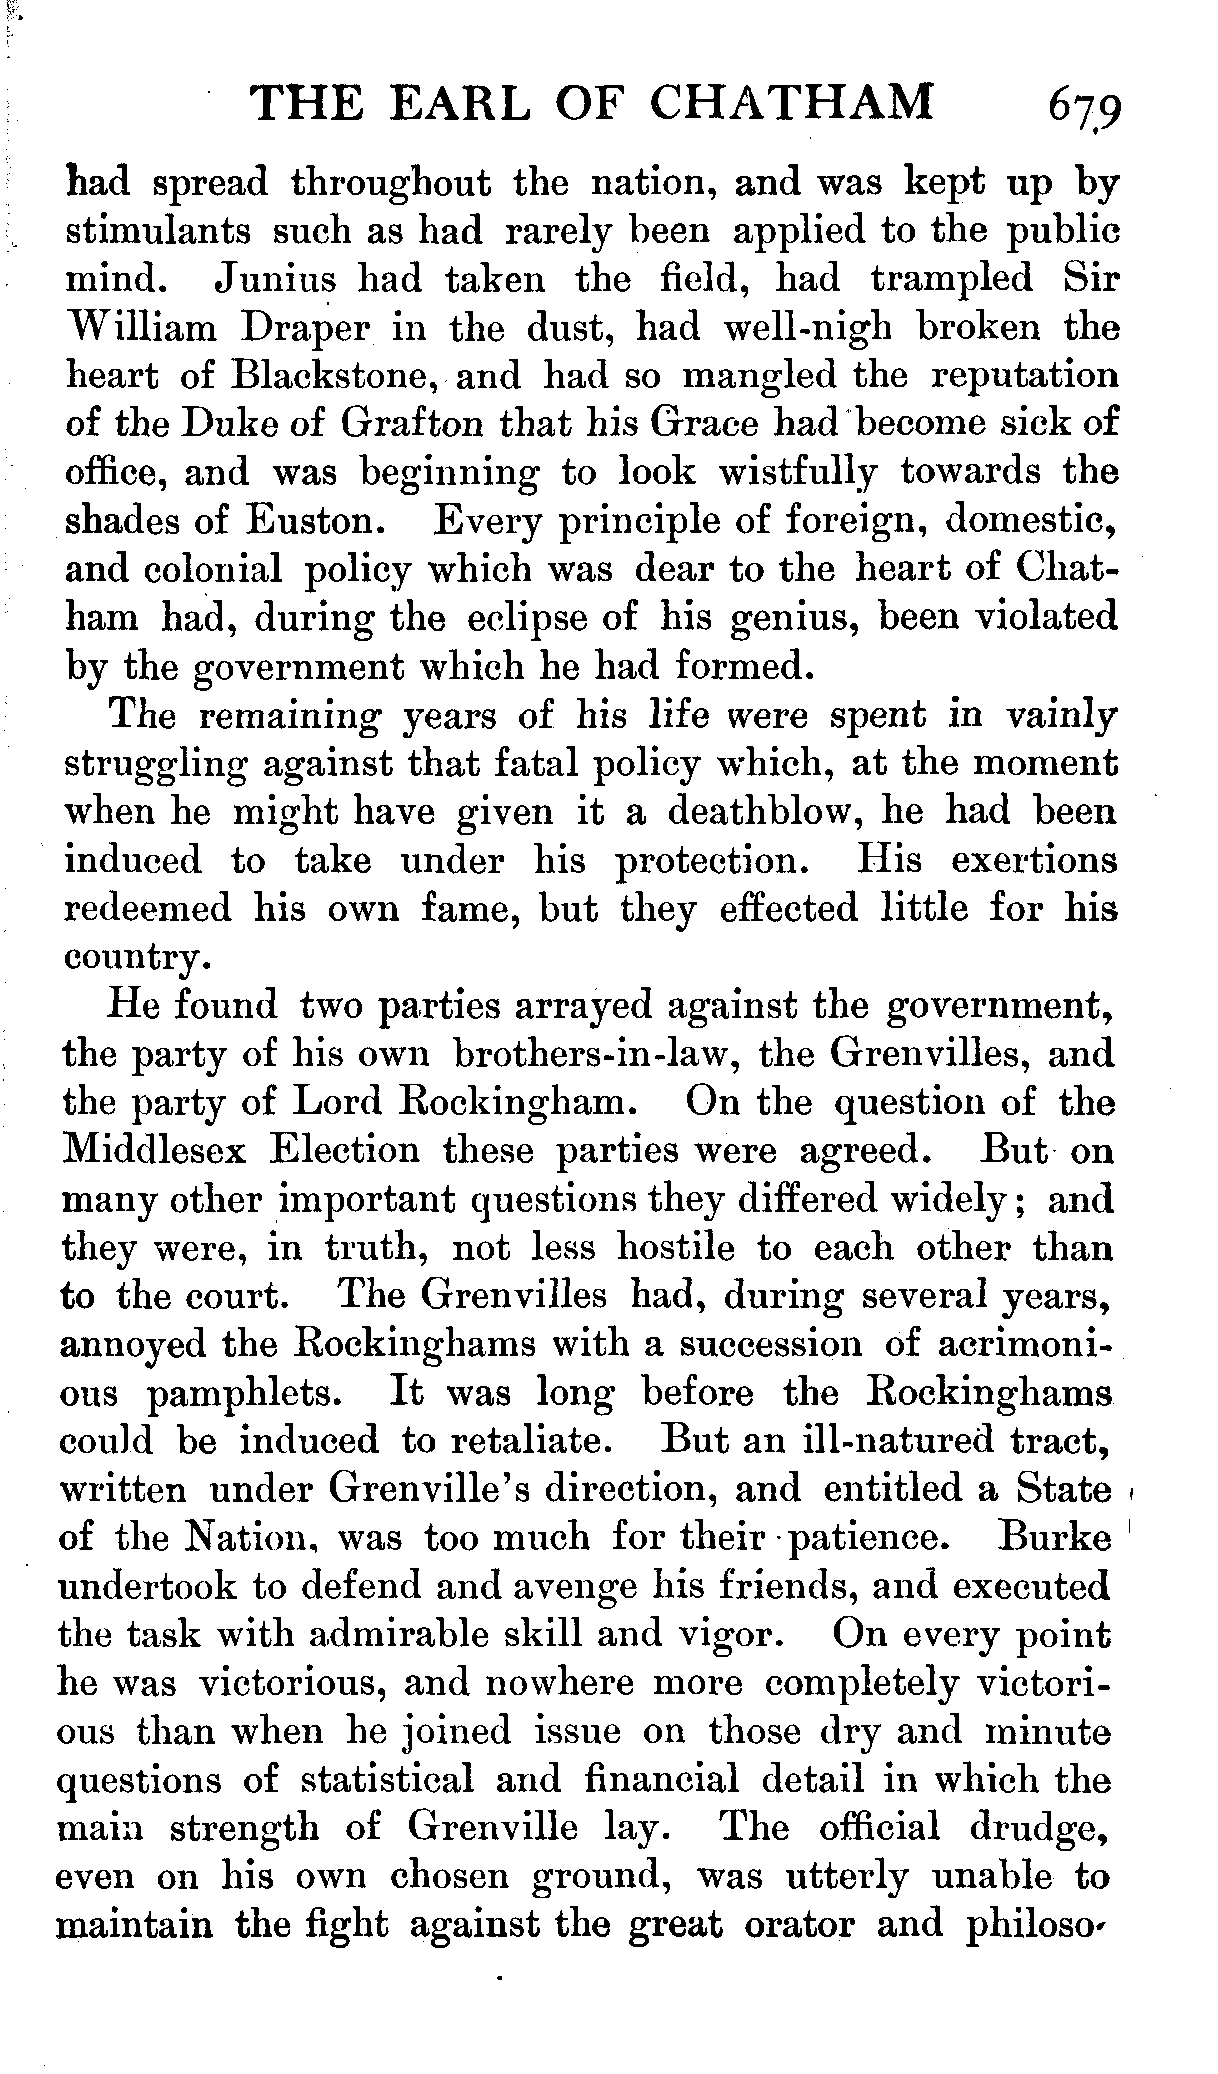 THE EARL OF CHATHAM 679
had spread throughout the nation, and was kept up by
stimulants such as had rarely been applied to the public
mind. Junius had taken the field, had trampled Sir
William Draper in the dust, had well-nigh broken the
heart of Blackstone, and had so mangled the reputation
of the Duke of Grafton that his Grace had become sick of
office, and was beginning to look wistfully towards the
shades of Euston. Every principle of foreign, domestic,
and colonial policy which was dear to the heart of Chat-
ham had, during the eclipse of his genius, been violated
by the government which he had formed.
The remaining years of his life were spent in vainly
struggling against that fatal policy which, at the moment
when he might have given it a deathblow, he had been
induced to take under his protection. His exertions
redeemed his own fame, but they effected little for his
country.
He found two parties arrayed against the government,
the party of his own brothers-in-law, the Grenvilles, and
the party of Lord Rockingham. On the question of the
Middlesex Election these parties were agreed. But on
many other important questions they differed widely; and
they were, in truth, not less hostile to each other than
to the court. The Grenvilles had, during several years,
annoyed the Rockinghams with a succession of acrimoni-
ous pamphlets. It was long before the Rockinghams
could be induced to retaliate. But an ill-natured tract,
written under Grenville's direction, and entitled a State
of the Nation, was too much for their patience. Burke
undertook to defend and avenge his friends, and executed
the task with admirable skill and vigor. On every point
he was victorious, and nowhere more completely victori-
ous than when he joined issue on those dry and minute
questions of statistical and financial detail in which the
main strength of Grenville lay. The official drudge,
even on his own chosen ground, was utterly unable to
maintain the fight against the great orator and philoso-